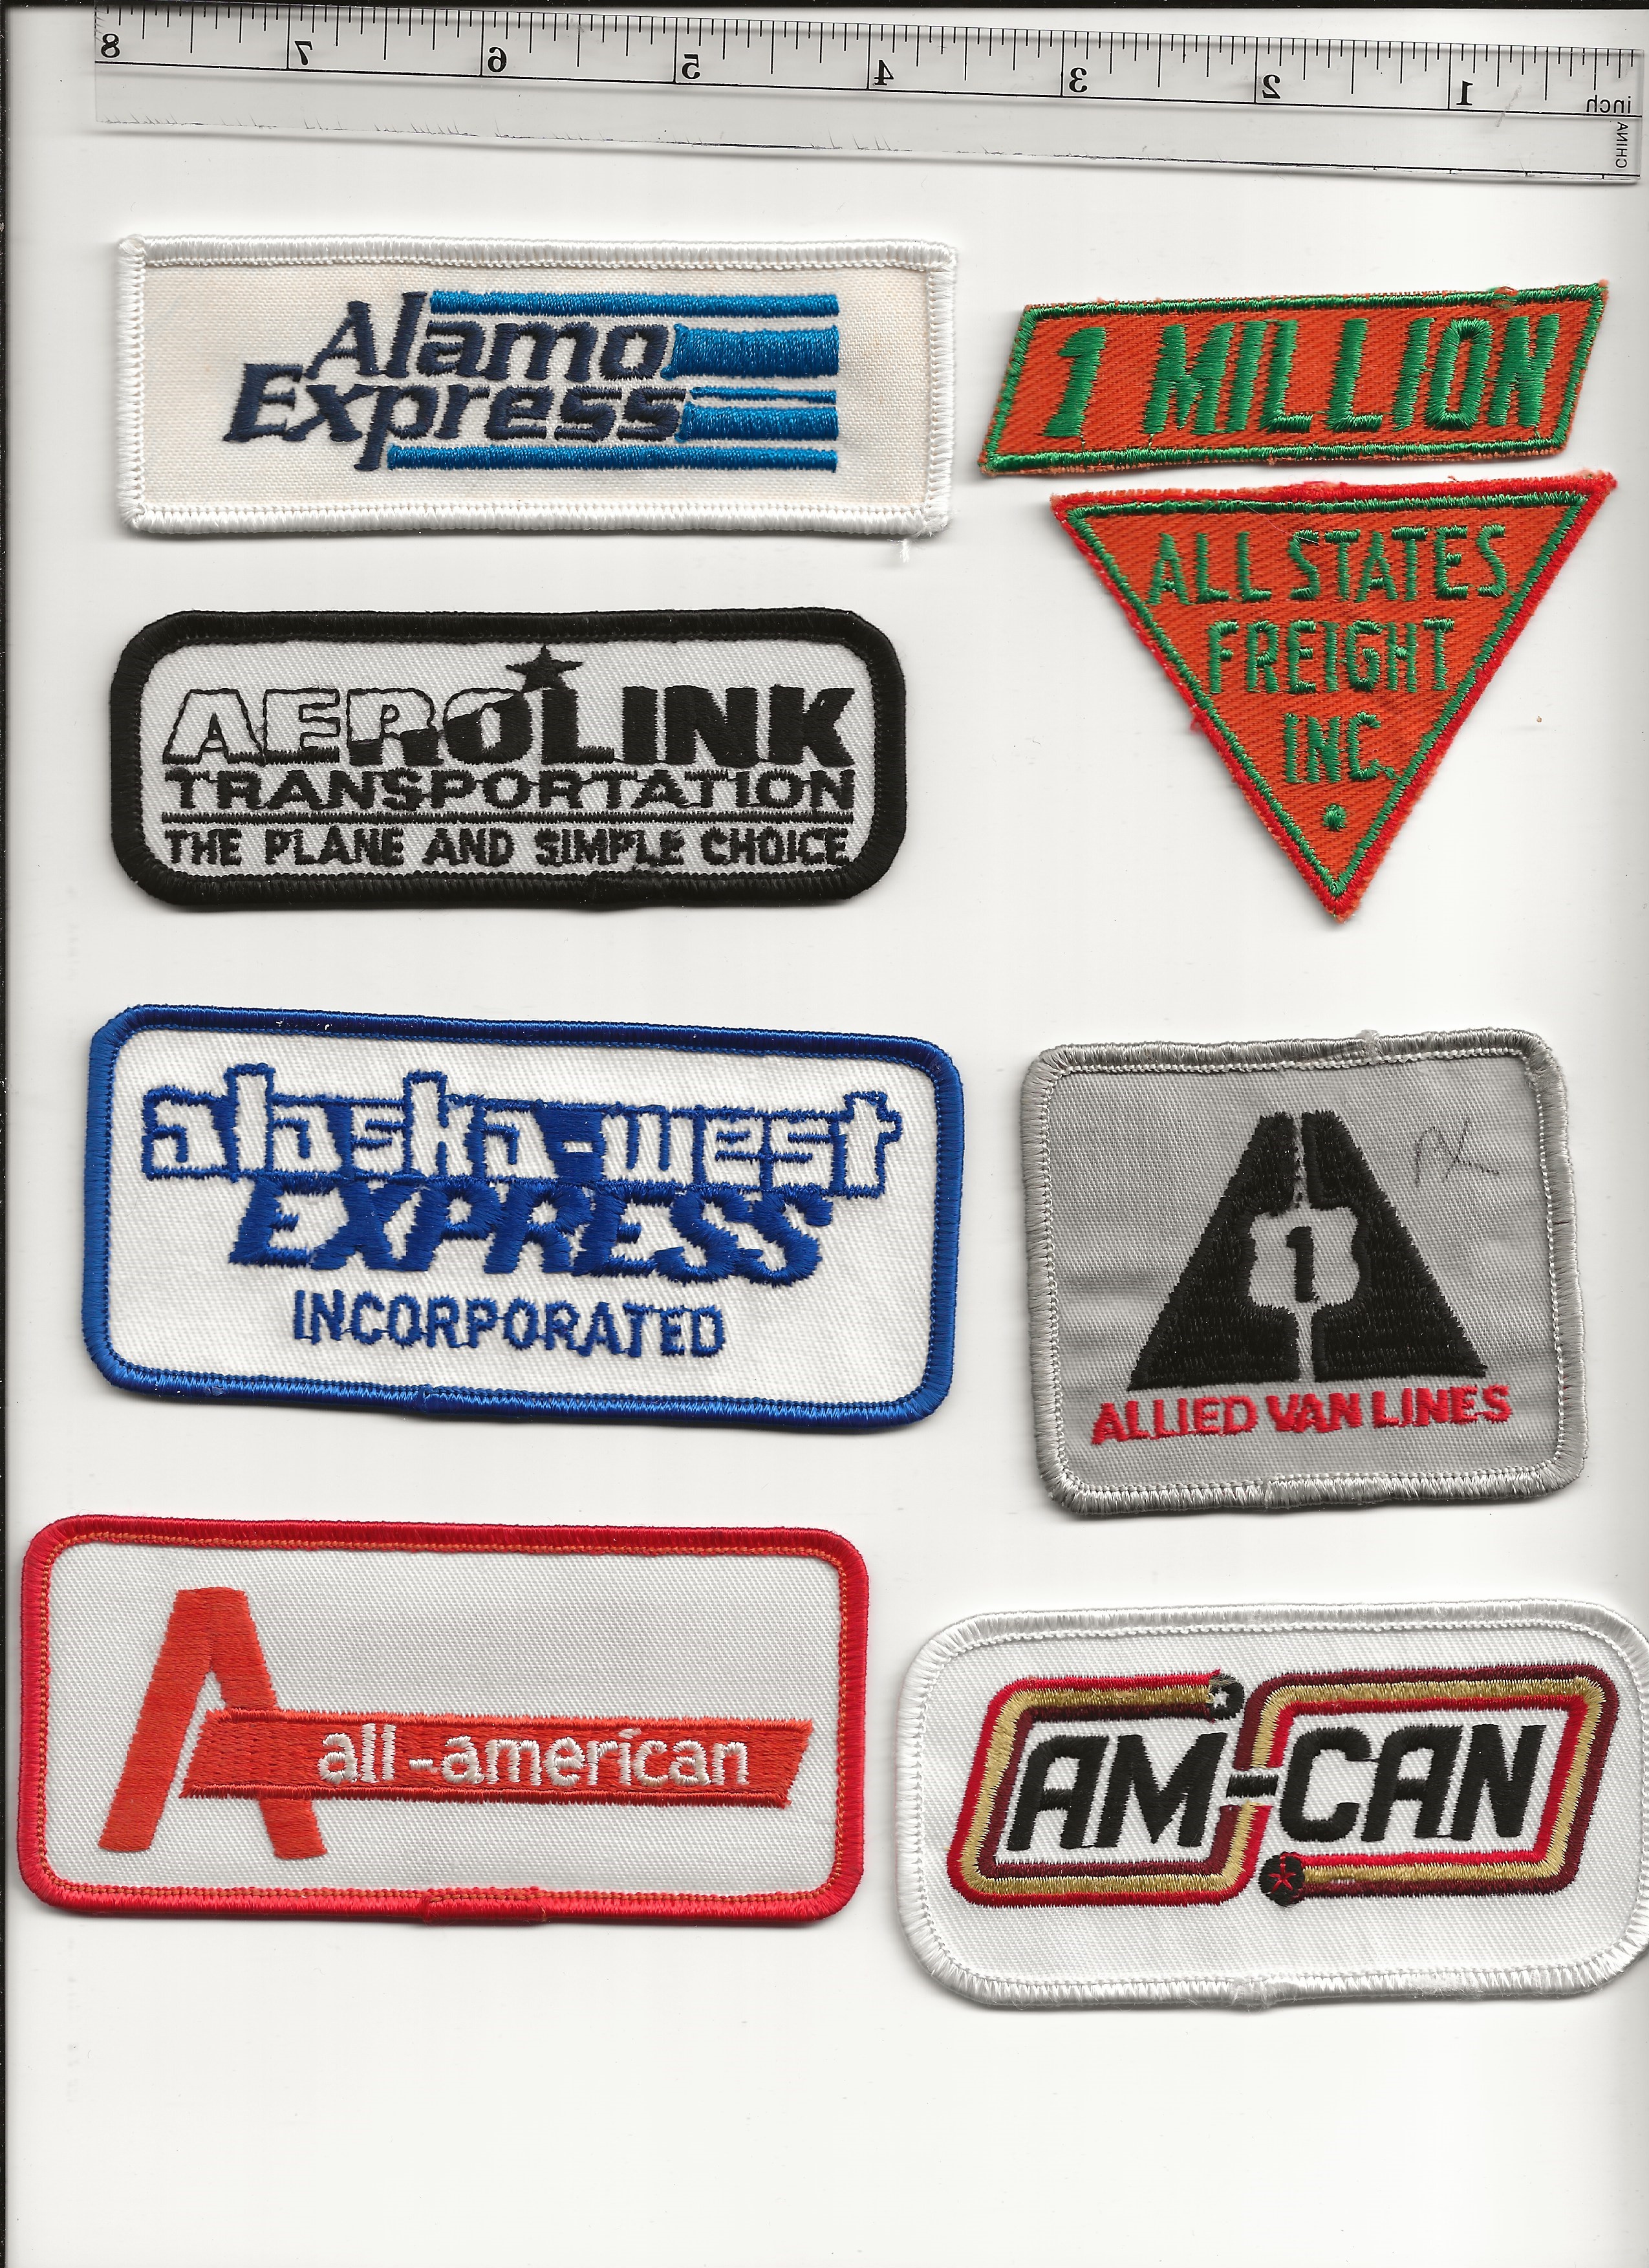 8 7 6 5 4 3 2 1
inch
CHINA
Alamo
Express
1 MILLION
ALL STATES
FREIGHT
INC.
AEROLINK
TRANSPORTATION
THE PLANE AND SIMPLE CHOICE
alaska-west
EXPRESS
INCORPORATED
1
ALLIED VAN LINES
all-american
AM-CAN